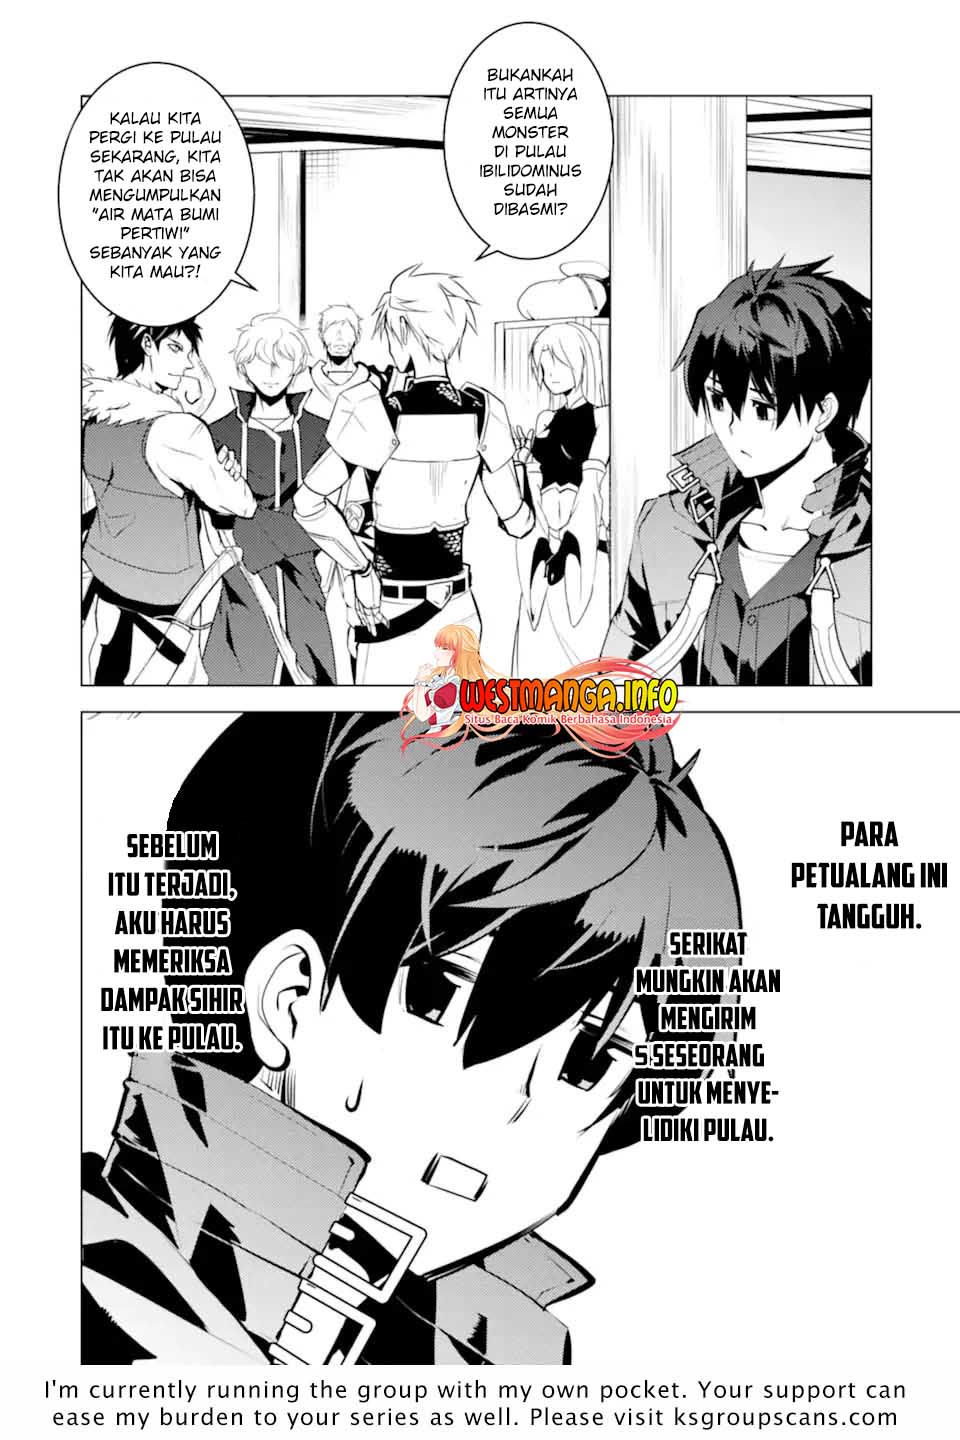 BUKANKAH
ITU ARTINYA
SEMUA
MONSTER
DI PULAU
IBILIDOMINUS
SUDAH
DIBASMI?
KALAU KITA
PERGI KE PULAU
SEKARANG, KITA
TAK AKAN BISA
MENGUMPULKAN
"AIR MATA BUMI
PERTIWI"
SEBANYAK YANG
KITA MAU?!
WESTMANGA.INFO
Situs Baca Komik Berbahasa Indonesia
PARA
PETUALANG INI
TANGGUH.
SERIKAT
MUNGKIN AKAN
MENGIRIM
S SESEORANG
UNTUK MENYE-
LIDIKI PULAU.
SEBELUM
ITU TERJADI,
AKU HARUS
MEMERIKSA
DAMPAK SIHIR
ITU KE PULAU.
I'm currently running the group with my own pocket. Your support can
ease my burden to your series as well. Please visit ksgroupscans.com